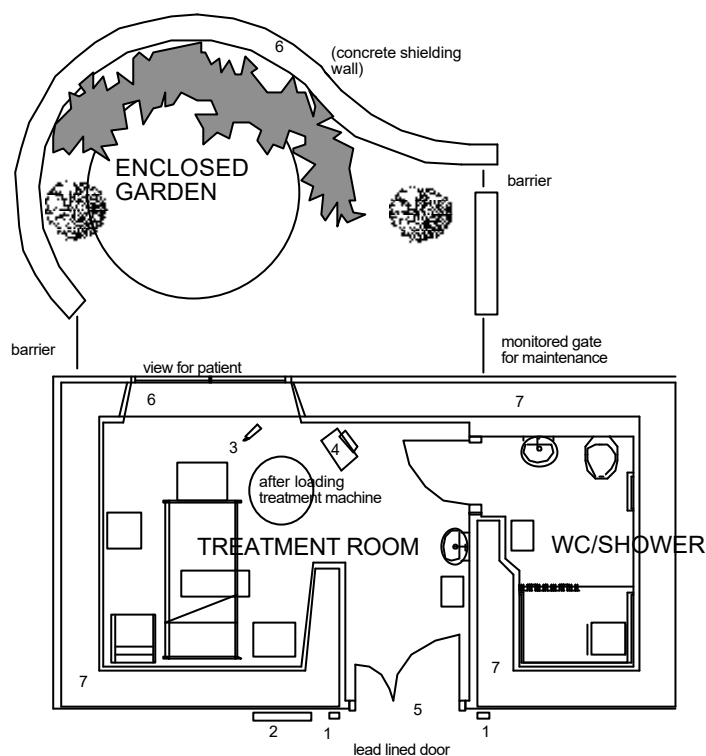 6
(concrete shielding
wall)
ENCLOSED
GARDEN
barrier
barrier
monitored gate
for maintenance
view for patient
6
7
3
4
after loading
treatment machine
TREATMENT ROOM
WC/SHOWER
7
7
5
2
1
1
lead lined door